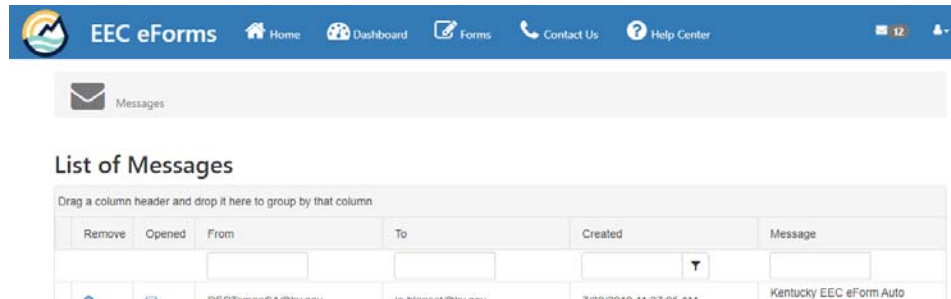 EEC eForms Home Dashboard Forms Contact Us Help Center 12
Messages
List of Messages
Drag a column header and drop it here to group by that column
Remove Opened From To Created Message
Kentucky EEC eForm Auto